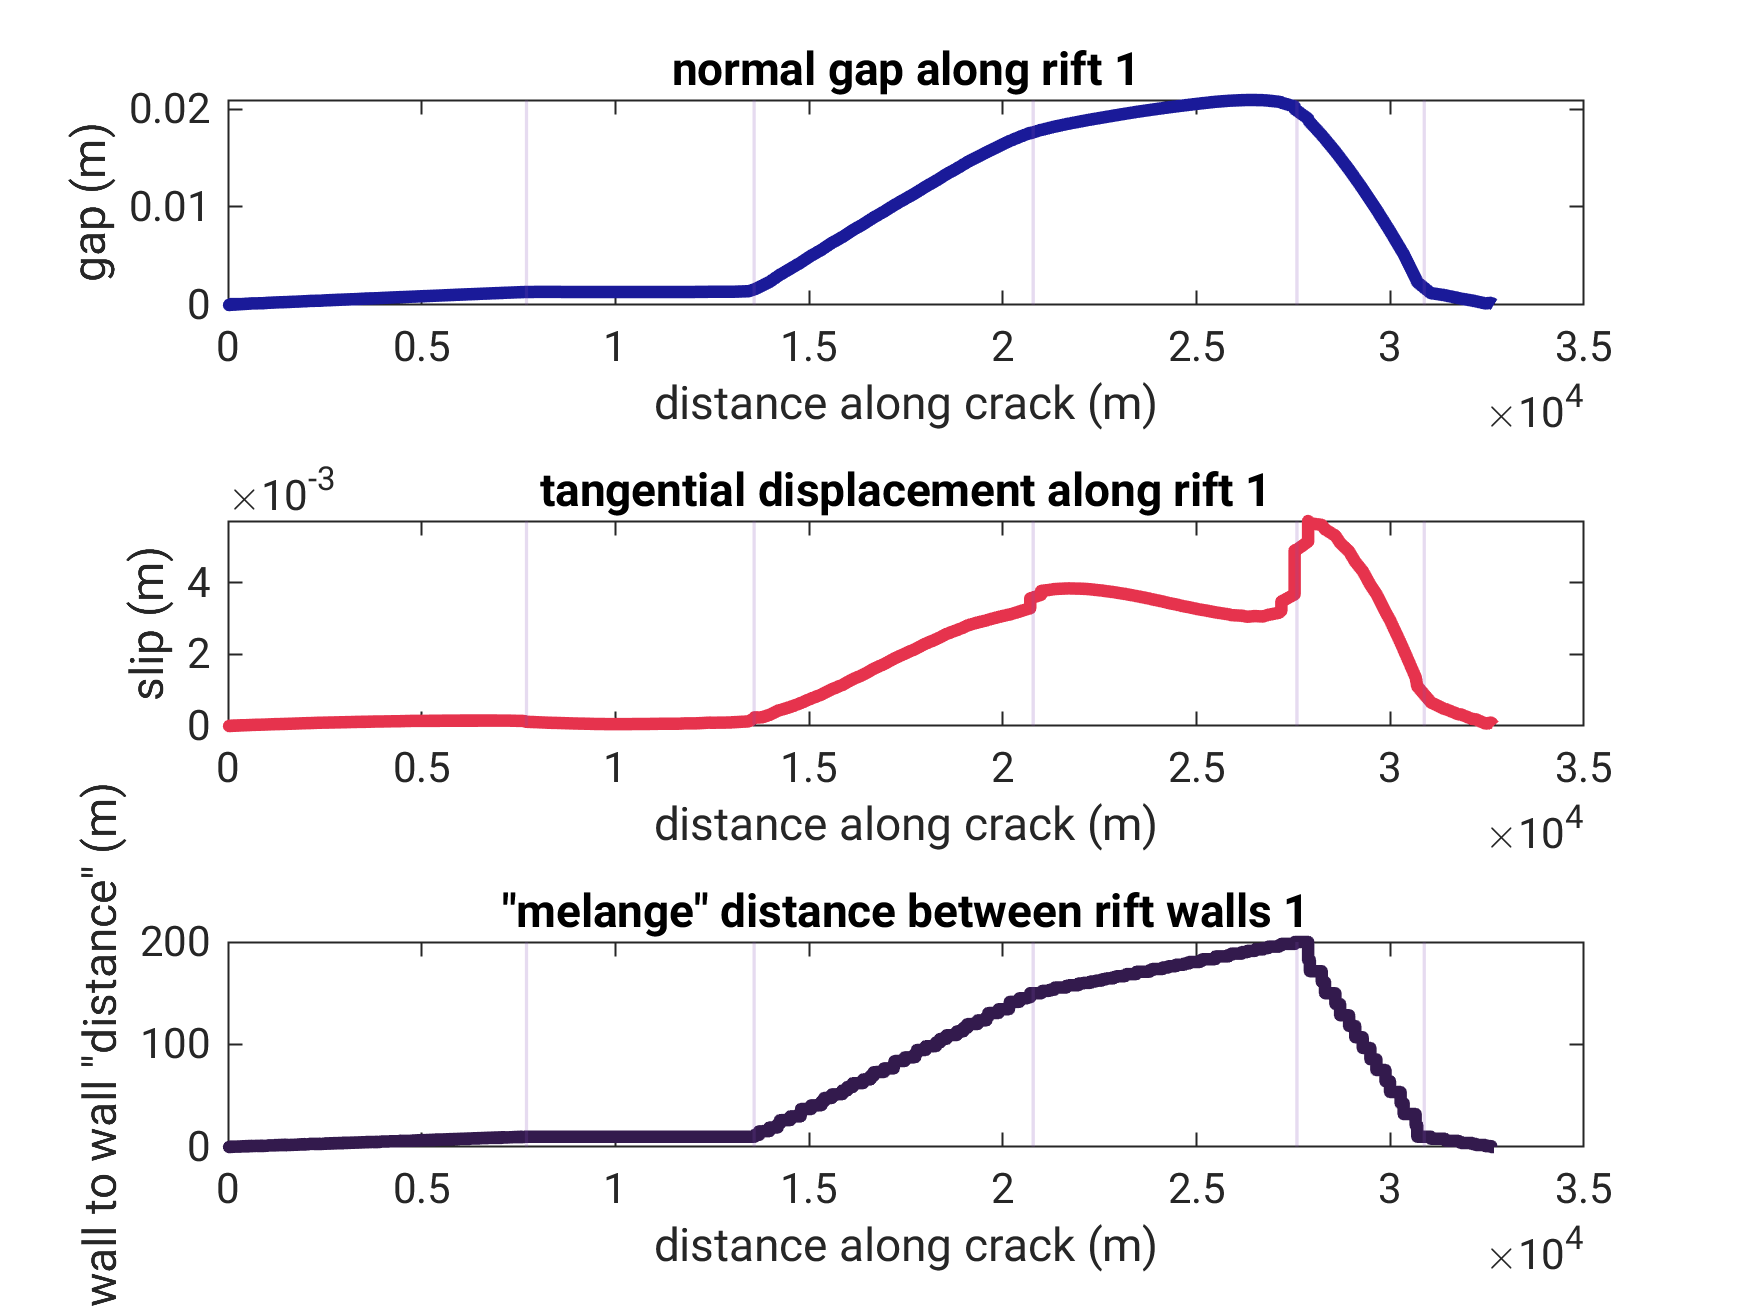 normal gap along rift 1
gap (m)
0.02
0.01
0
0 0.5 1 1.5 2 2.5 3 3.5
distance along crack (m)
×10^4
×10^-3
tangential displacement along rift 1
slip (m)
4
2
0
0 0.5 1 1.5 2 2.5 3 3.5
distance along crack (m)
×10^4
"melange" distance between rift walls 1
wall to wall "distance" (m)
200
100
0
0 0.5 1 1.5 2 2.5 3 3.5
distance along crack (m)
×10^4